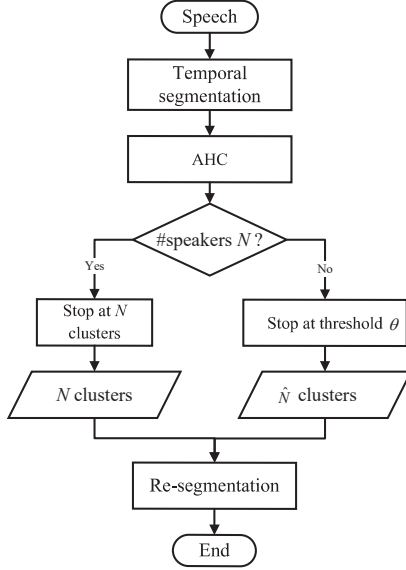 Speech
Temporal
segmentation
AHC
#speakers N ?
Yes
No
Stop at N
clusters
Stop at threshold θ
N clusters
N̂ clusters
Re-segmentation
End